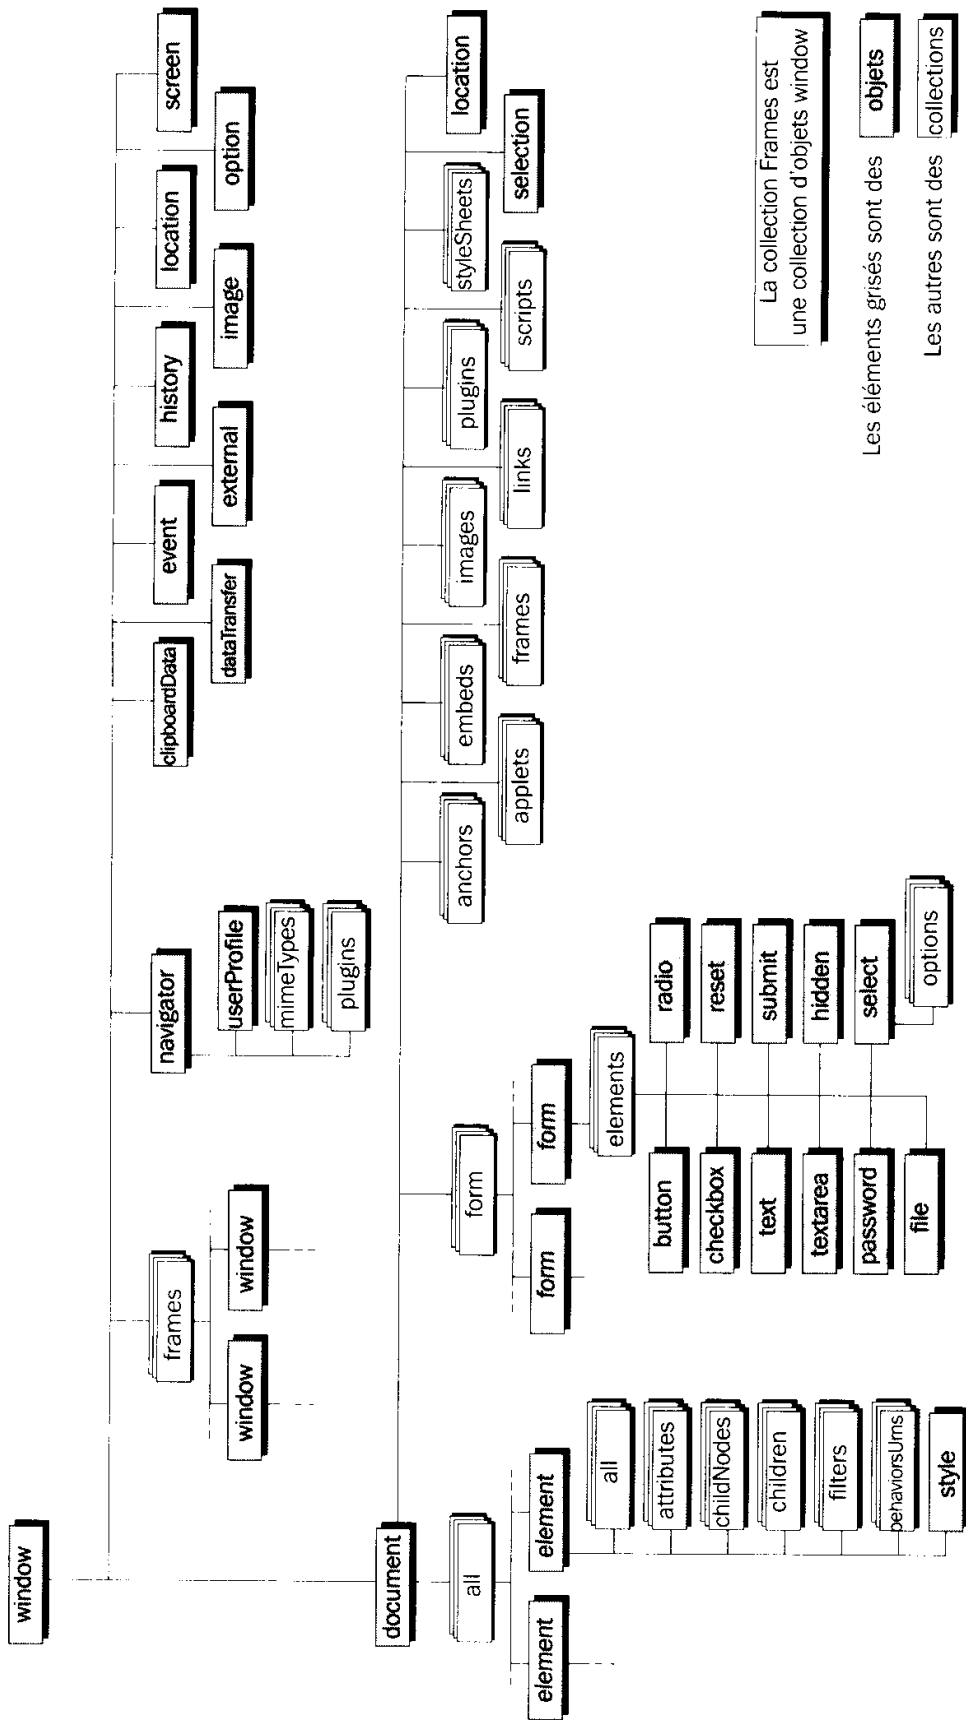 window
frames
window
window
navigator
userProfile
mimeTypes
plugins
clipboardData
dataTransfer
event
external
history
image
location
option
screen
document
all
element
element
all
attributes
childNodes
children
filters
behaviorsUrns
style
form
form
form
elements
button
radio
checkbox
reset
text
submit
textarea
hidden
password
select
file
options
anchors
applets
embeds
frames
images
links
plugins
scripts
styleSheets
selection
location
La collection Frames est
une collection d'objets window
Les éléments grisés sont des objets
Les autres sont des collections